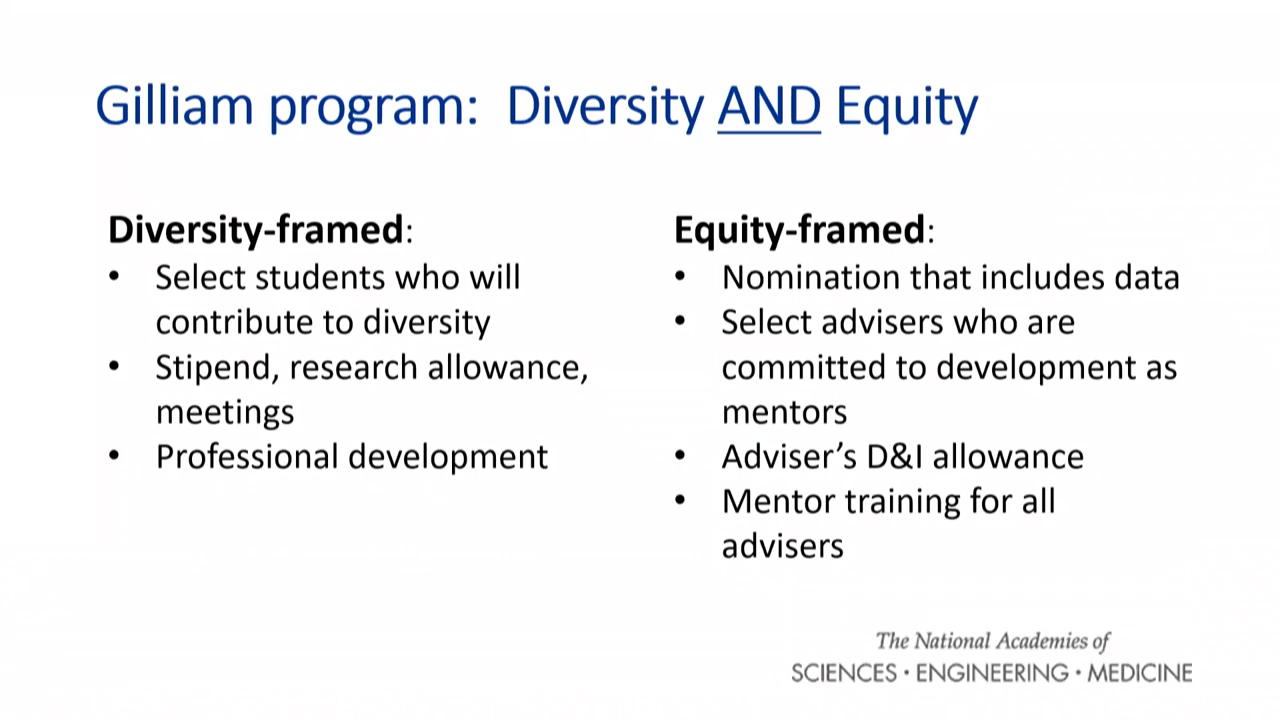 Gilliam program: Diversity AND Equity
Diversity-framed:
• Select students who will
contribute to diversity
• Stipend, research allowance,
meetings
• Professional development
Equity-framed:
• Nomination that includes data
• Select advisers who are
committed to development as
mentors
• Adviser’s D&I allowance
• Mentor training for all
advisers
The National Academies of
SCIENCES · ENGINEERING · MEDICINE